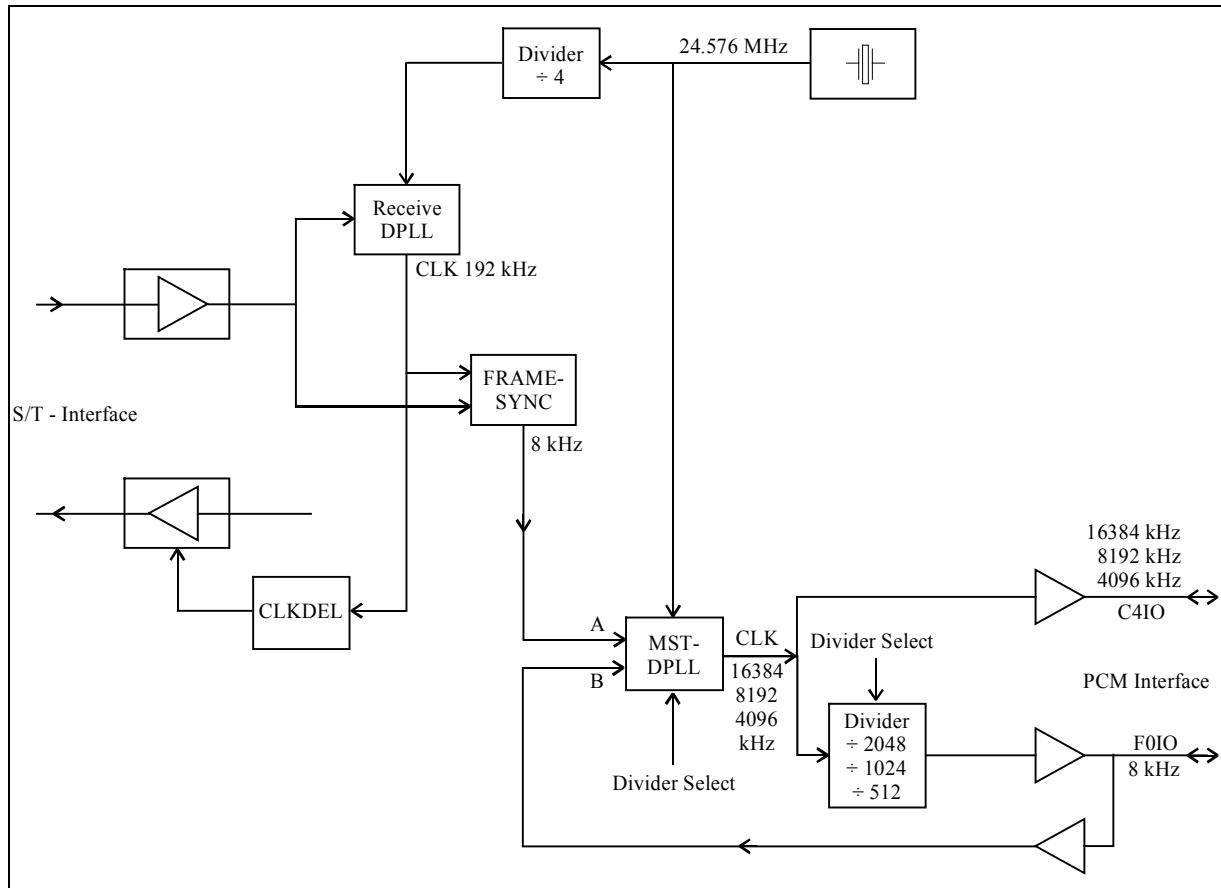 24.576 MHz
Divider
÷ 4
Receive
DPLL
CLK 192 kHz
FRAME-
SYNC
8 kHz
S/T - Interface
CLKDEL
A
B
MST-
DPLL
Divider Select
CLK
16384
8192
4096
kHz
Divider Select
Divider
÷ 2048
÷ 1024
÷ 512
16384 kHz
8192 kHz
4096 kHz
C4IO
PCM Interface
F0IO
8 kHz